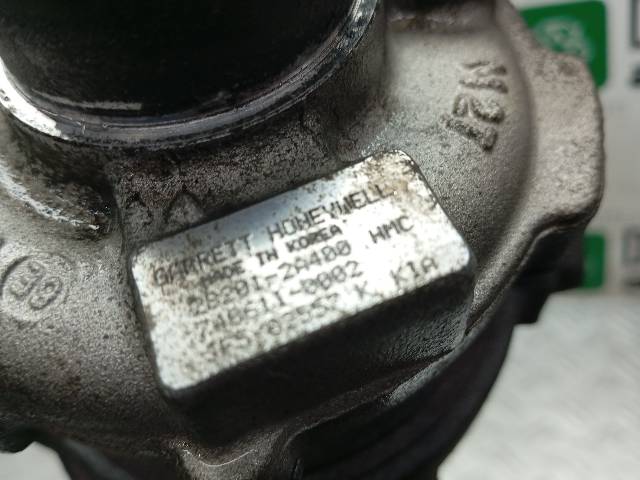 GARRETT HONEYWELL
MADE IN KOREA
28201-2A400 HMC
740611-0002
K KIA